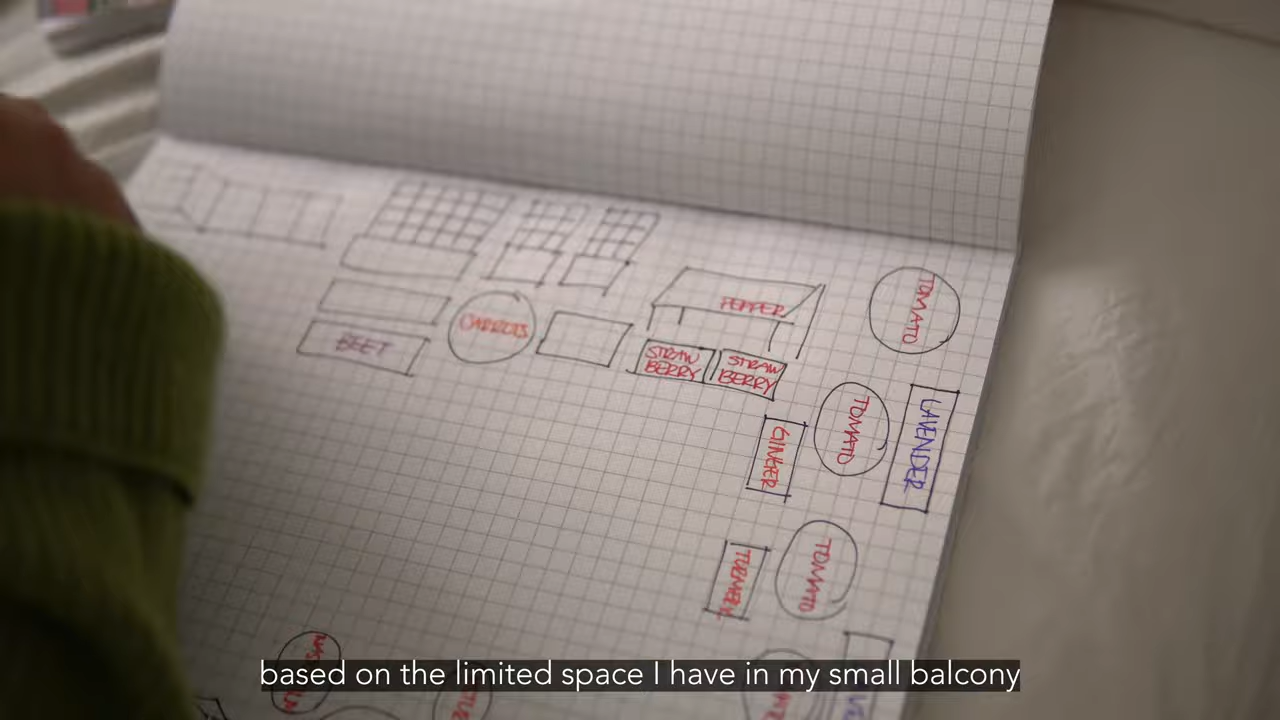 PEPPER
TOMATO
CARROTS
BEET
STRAW
BERRY
STRAW
BERRY
TOMATO
LAVENDER
GINGER
TOMATO
based on the limited space I have in my small balcony